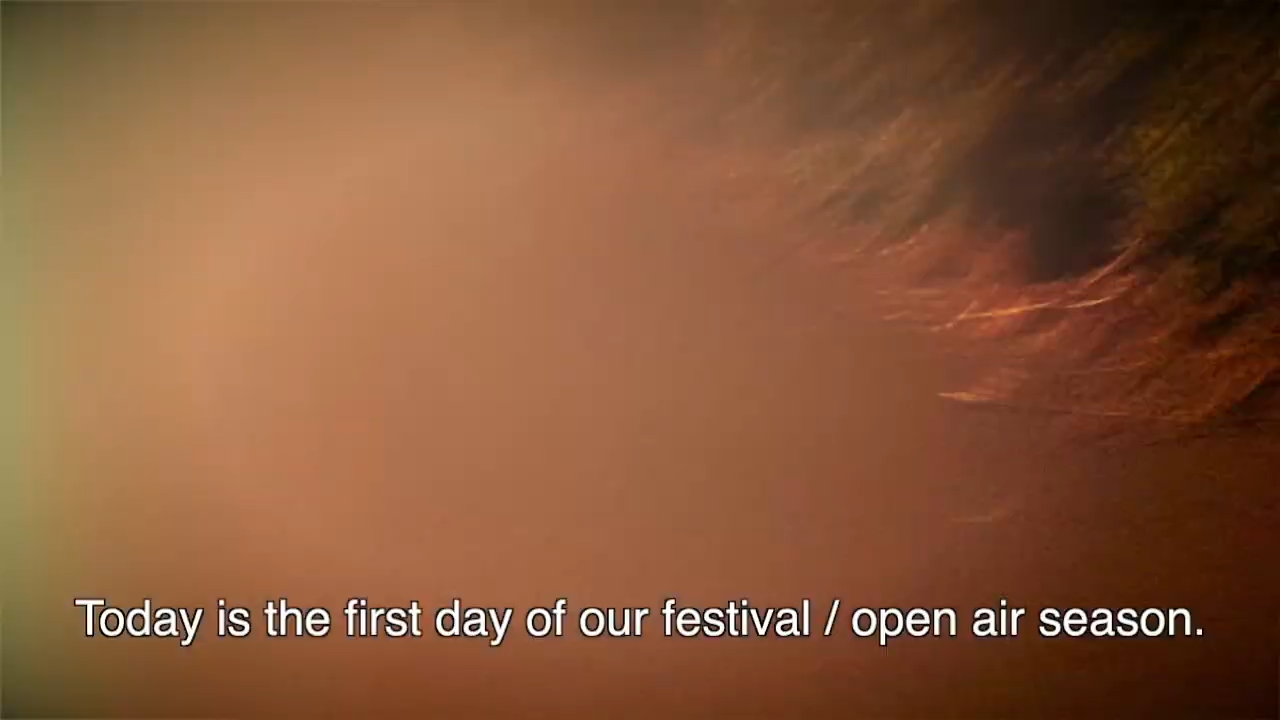 Today is the first day of our festival / open air season.